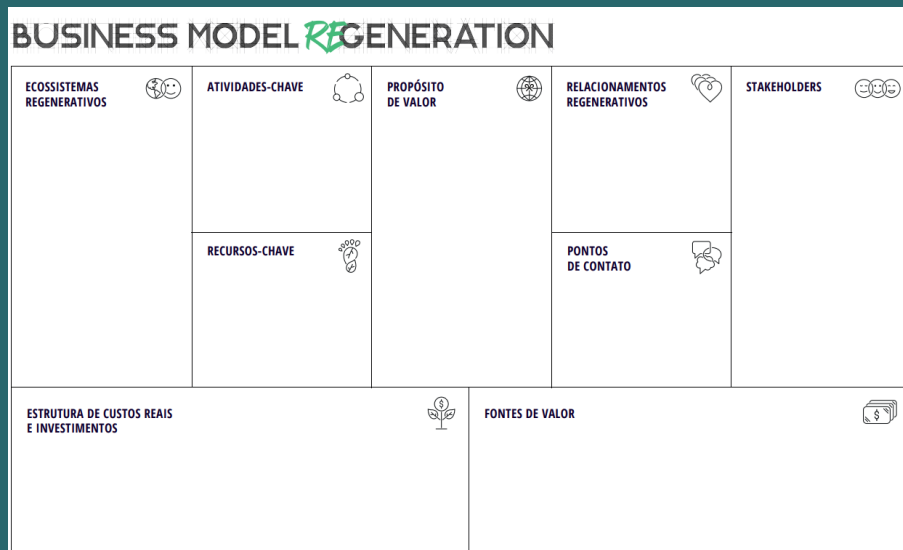 BUSINESS MODEL REGENERATION
ECOSSISTEMAS
REGENERATIVOS
ATIVIDADES-CHAVE
PROPÓSITO
DE VALOR
RELACIONAMENTOS
REGENERATIVOS
STAKEHOLDERS
RECURSOS-CHAVE
PONTOS
DE CONTATO
ESTRUTURA DE CUSTOS REAIS
E INVESTIMENTOS
$
FONTES DE VALOR
$